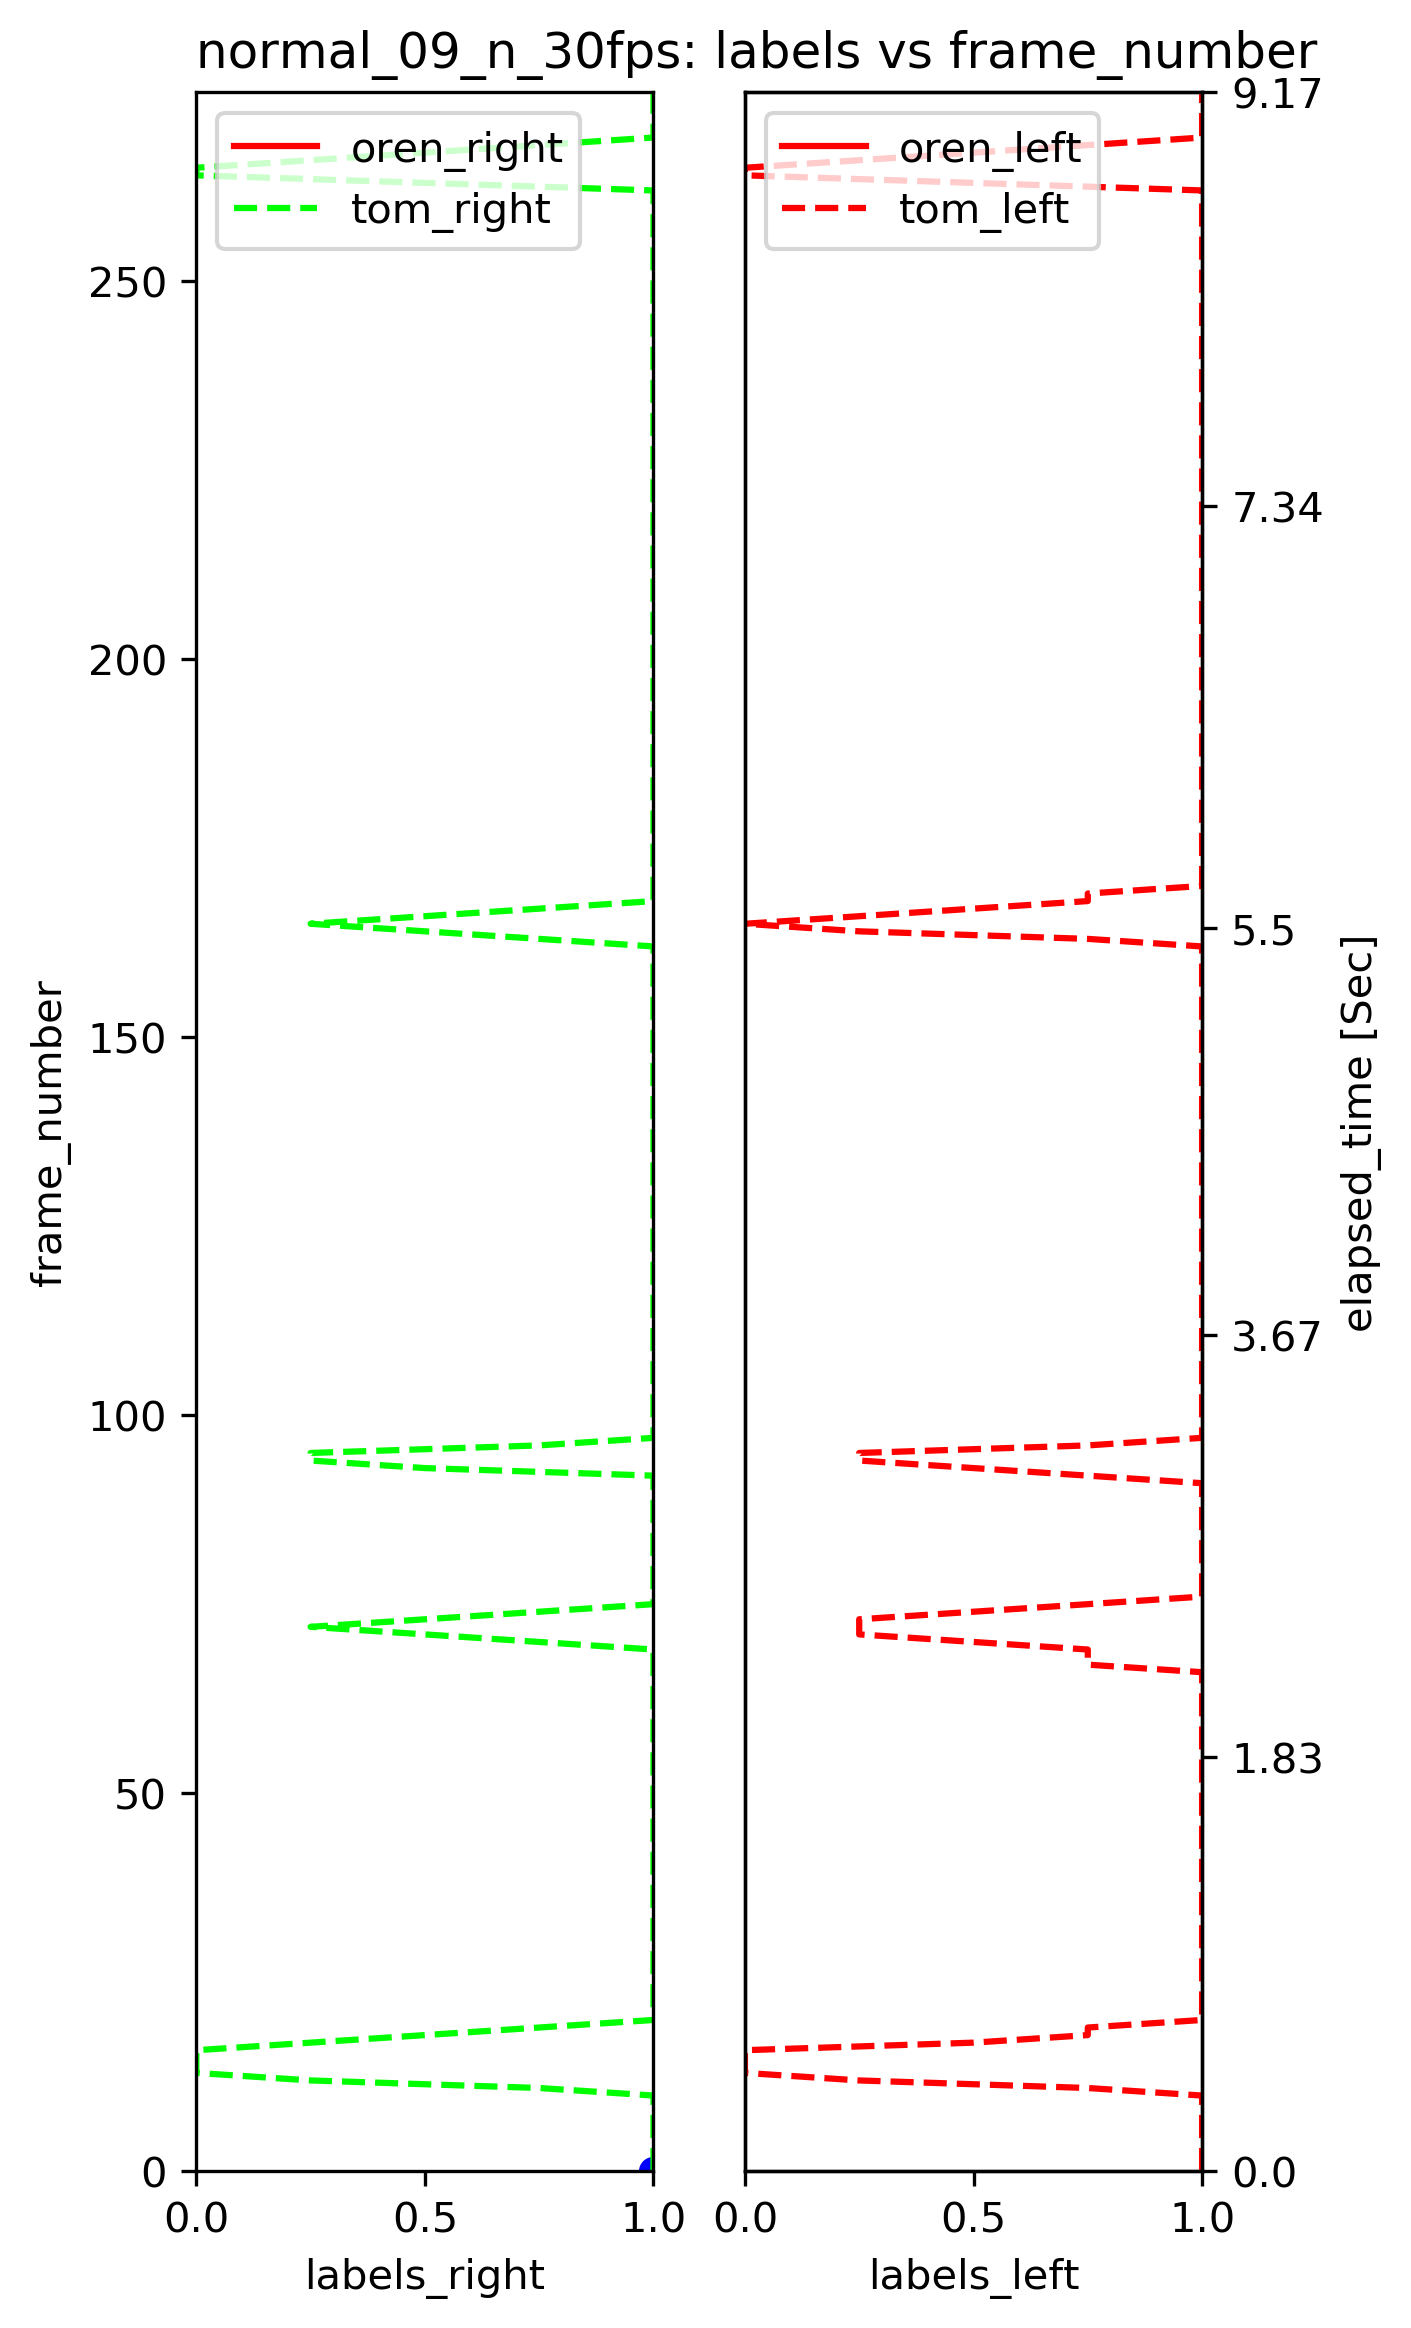 normal_09_n_30fps: labels vs frame_number
oren_right
tom_right
oren_left
tom_left
frame_number
250
200
150
100
50
0
0.0 0.5 1.0
labels_right
0.0 0.5 1.0
labels_left
9.17
7.34
5.5
3.67
1.83
0.0
elapsed_time [Sec]